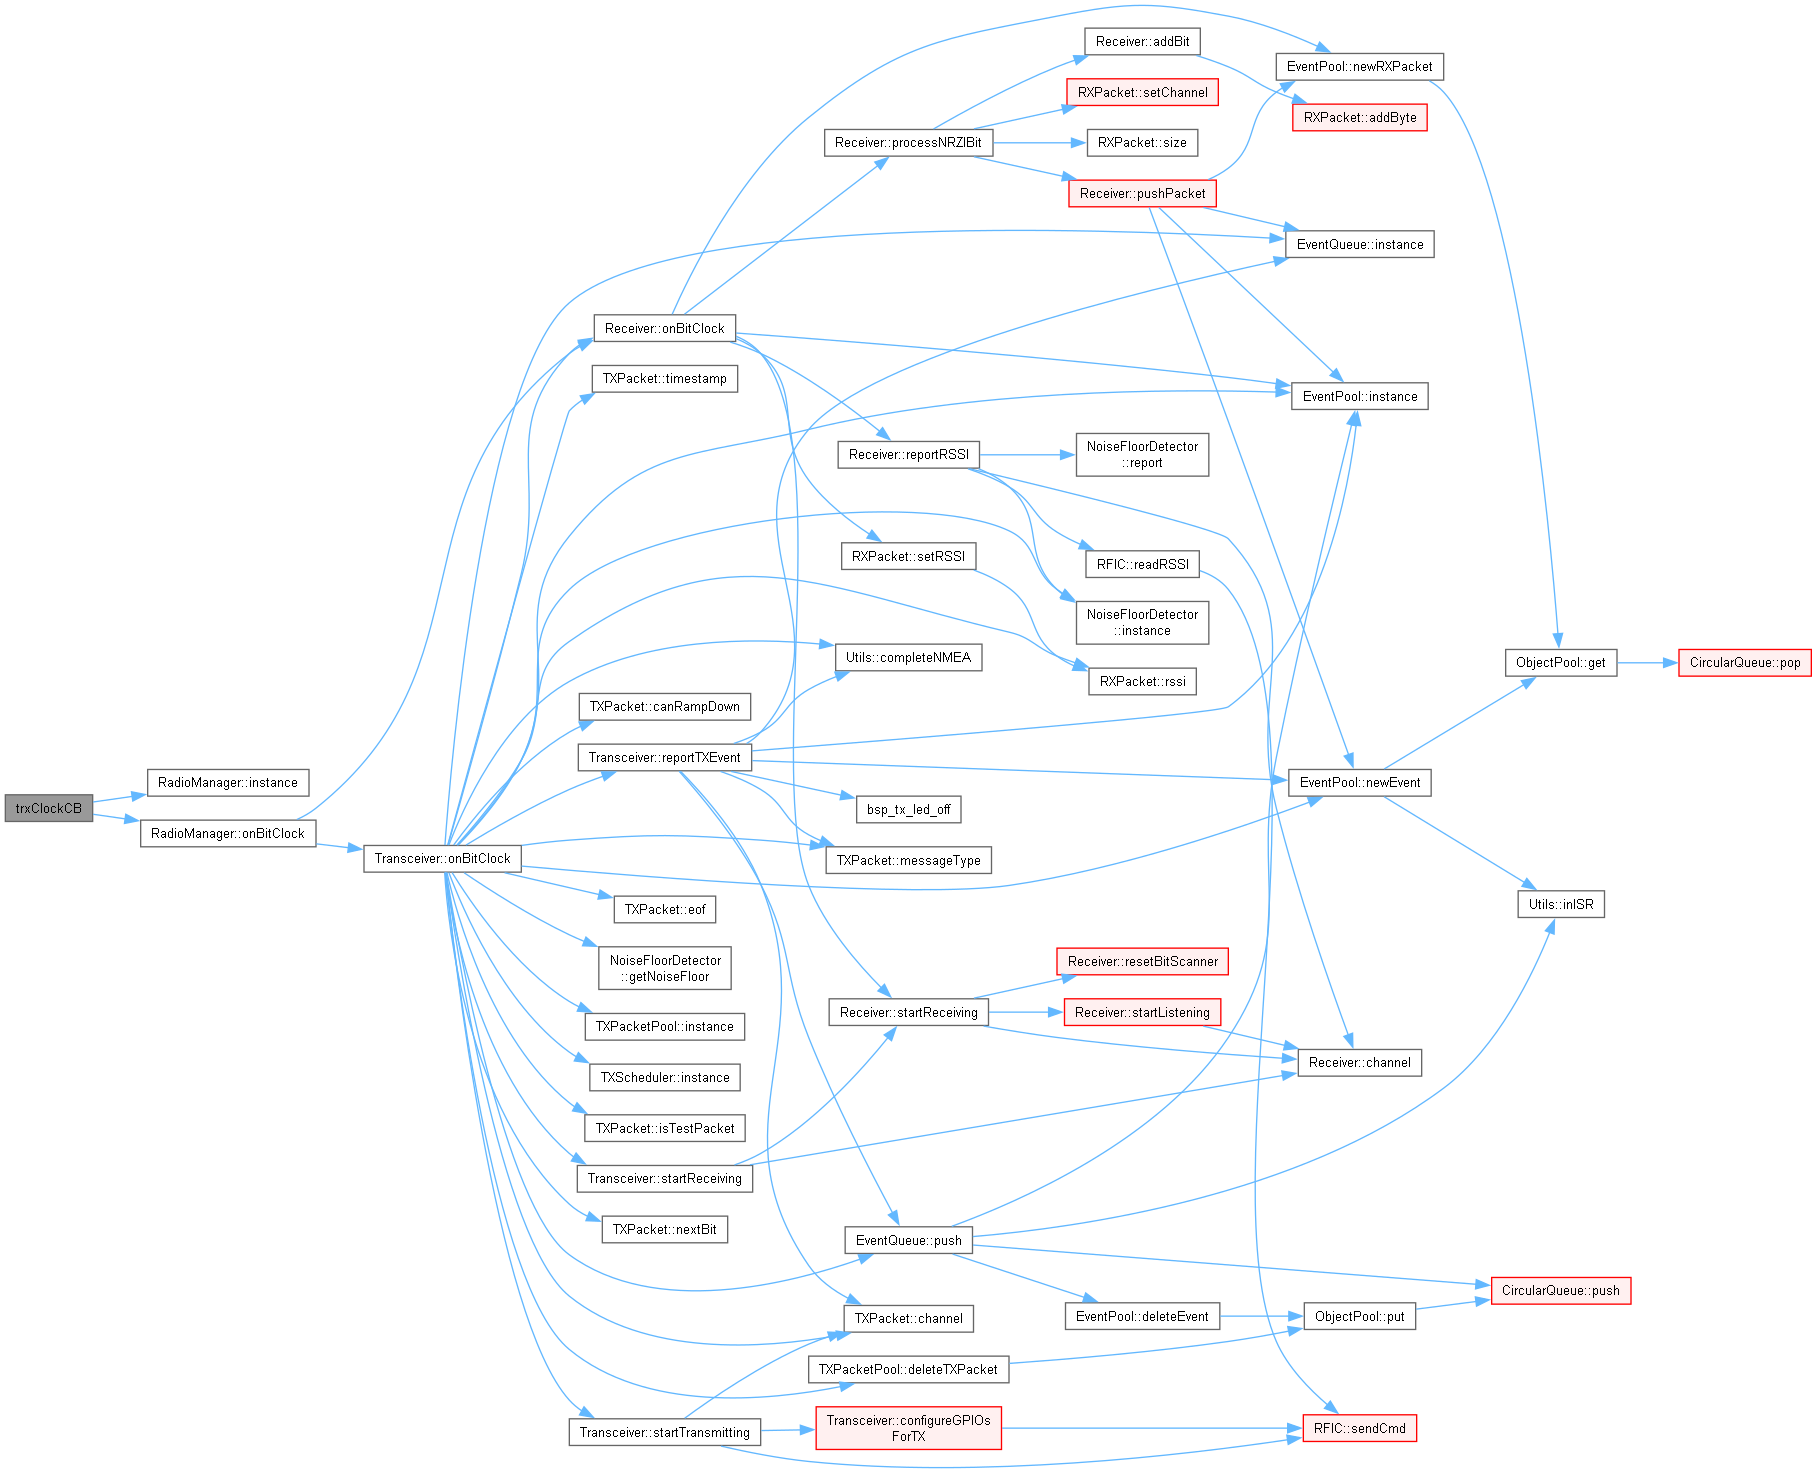 trxClockCB
RadioManager::instance
RadioManager::onBitClock
Transceiver::onBitClock
Receiver::onBitClock
TXPacket::timestamp
TXPacket::canRampDown
Transceiver::reportTXEvent
TXPacket::eof
NoiseFloorDetector
::getNoiseFloor
TXPacketPool::instance
TXScheduler::instance
TXPacket::isTestPacket
Transceiver::startReceiving
TXPacket::nextBit
Transceiver::startTransmitting
Receiver::processNRZIBit
Receiver::reportRSSI
RXPacket::setRSSI
Utils::completeNMEA
bsp_tx_led_off
TXPacket::messageType
Receiver::startReceiving
EventQueue::push
TXPacket::channel
TXPacketPool::deleteTXPacket
Transceiver::configureGPIOs
ForTX
Receiver::addBit
RXPacket::setChannel
RXPacket::size
Receiver::pushPacket
NoiseFloorDetector
::report
RFIC::readRSSI
NoiseFloorDetector
::instance
RXPacket::rssi
Receiver::resetBitScanner
Receiver::startListening
EventPool::deleteEvent
EventPool::newRXPacket
RXPacket::addByte
EventQueue::instance
EventPool::instance
EventPool::newEvent
Receiver::channel
ObjectPool::put
RFIC::sendCmd
ObjectPool::get
Utils::inISR
CircularQueue::push
CircularQueue::pop